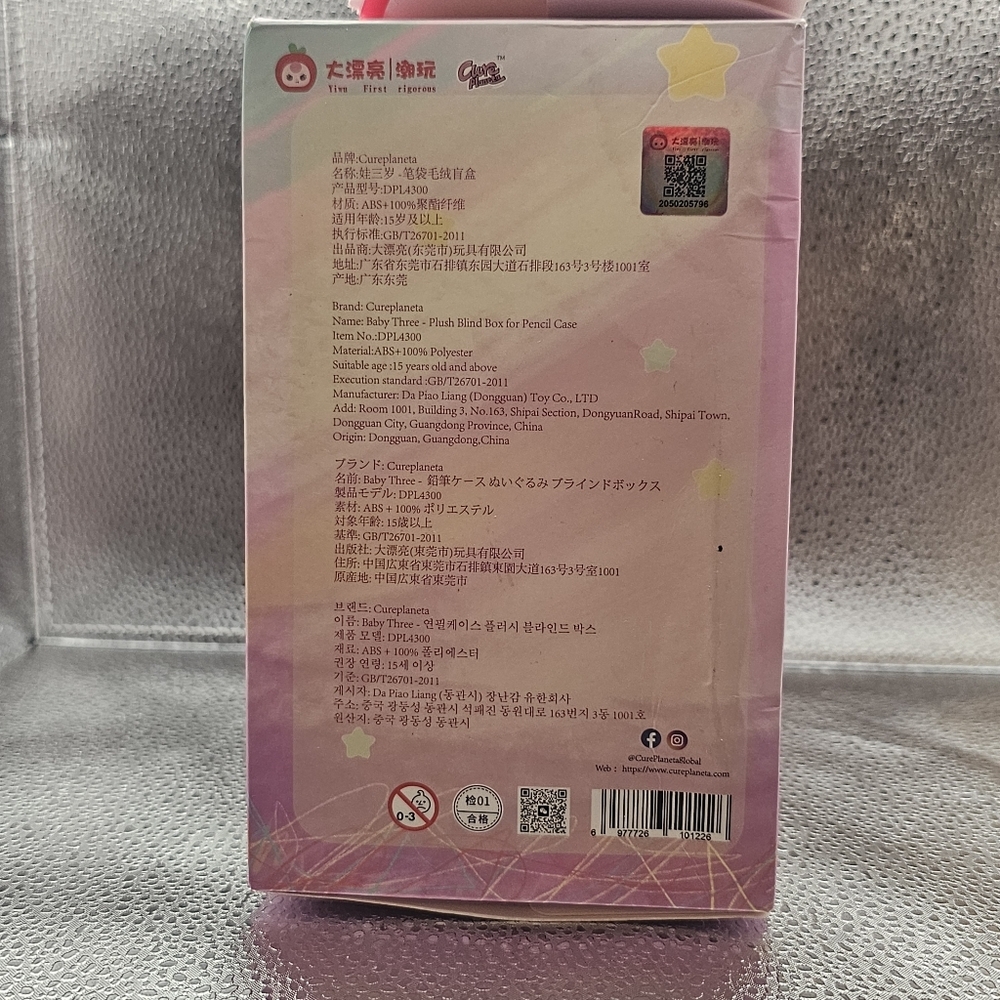 大漂亮|潮玩
Yiwu First rigorous
Cure Planeta™
大漂亮|潮玩
2050205796
品牌:Cureplaneta
名称:娃三岁 -笔袋毛绒盲盒
产品型号:DPL4300
材质: ABS+100%聚酯纤维
适用年龄:15岁及以上
执行标准:GB/T26701-2011
出品商:大漂亮(东莞市)玩具有限公司
地址:广东省东莞市石排镇东园大道石排段163号3号楼1001室
产地:广东东莞
Brand: Cureplaneta
Name: Baby Three - Plush Blind Box for Pencil Case
Item No.:DPL4300
Material:ABS+100% Polyester
Suitable age :15 years old and above
Execution standard :GB/T26701-2011
Manufacturer: Da Piao Liang (Dongguan) Toy Co., LTD
Add: Room 1001, Building 3, No.163, Shipai Section, DongyuanRoad, Shipai Town,
Dongguan City, Guangdong Province, China
Origin: Dongguan, Guangdong,China
ブランド: Cureplaneta
名前: Baby Three - 鉛筆ケース ぬいぐるみ ブラインドボックス
製品モデル: DPL4300
素材: ABS + 100% ポリエステル
対象年齢: 15歳以上
基準: GB/T26701-2011
出版社: 大漂亮(東莞市)玩具有限公司
住所: 中国広東省東莞市石排鎮東園大道163号3号室1001
原産地: 中国広東省東莞市
브랜드: Cureplaneta
이름: Baby Three - 연필케이스 플러시 블라인드 박스
제품 모델: DPL4300
재료: ABS + 100% 폴리에스터
권장 연령: 15세 이상
기준: GB/T26701-2011
게시자: Da Piao Liang (동관시) 장난감 유한회사
주소: 중국 광둥성 동관시 석패진 동원대로 163번지 3동 1001호
원산지: 중국 광동성 동관시
@CurePlanetaGlobal
Web： https://www.cureplaneta.com
0-3
检01
合格
6 977726 101226